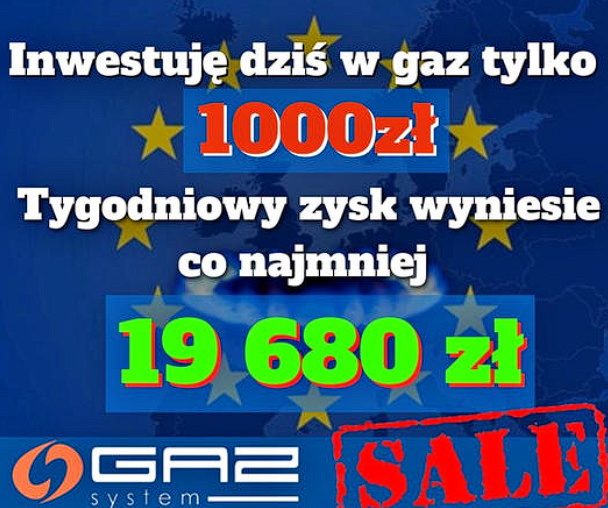 Inwestuję dziś w gaz tylko
1000zł
Tygodniowy zysk wyniesie
co najmniej
19 680 zł
GAZ
system
SALE